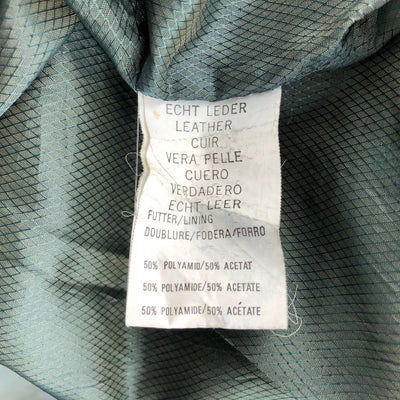 ECHT LEDER
LEATHER
CUIR
VERA PELLE
CUERO
VERDADERO
ECHT LEER
FUTTER/LINING
DOUBLURE/FODERA/FORRO
50% POLYAMID/50% ACETAT
50% POLYAMIDE/50% ACETATE
50% POLYAMIDE/50% ACÉTATE